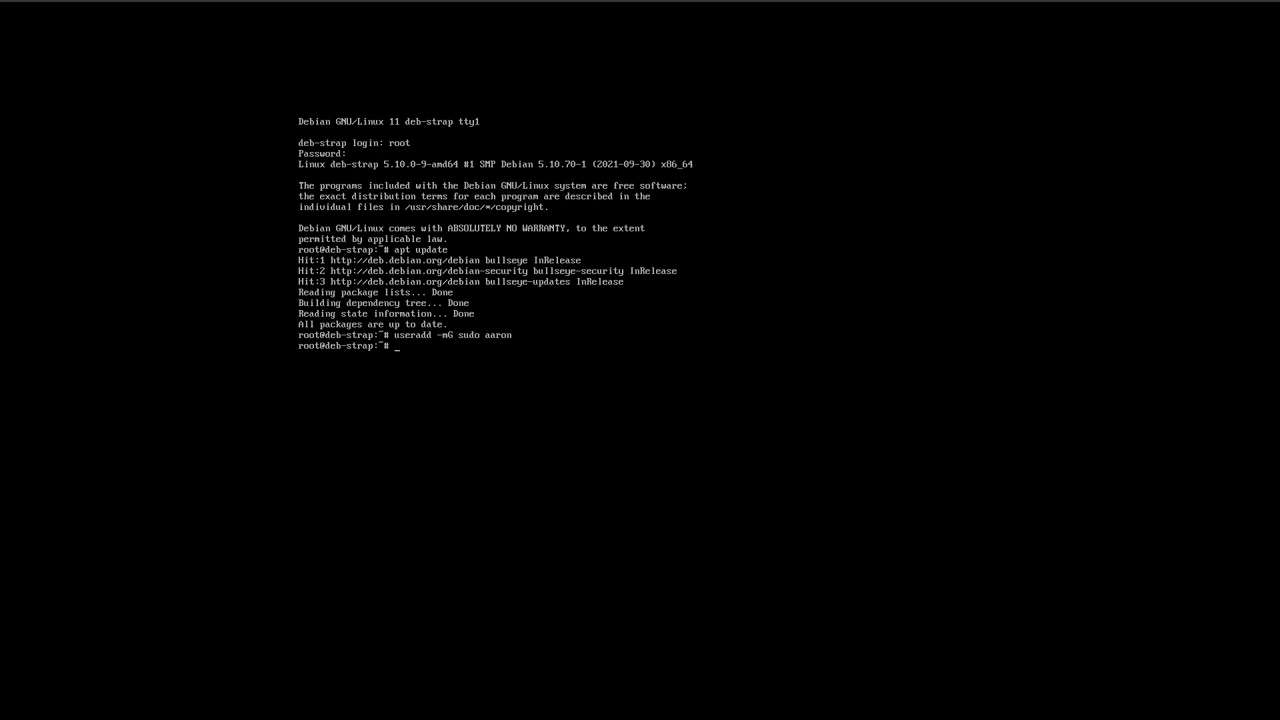 Debian GNU/Linux 11 deb-strap tty1
deb-strap login: root
Password:
Linux deb-strap 5.10.0-9-amd64 #1 SMP Debian 5.10.70-1 (2021-09-30) x86_64
The programs included with the Debian GNU/Linux system are free software;
the exact distribution terms for each program are described in the
individual files in /usr/share/doc/*/copyright.
Debian GNU/Linux comes with ABSOLUTELY NO WARRANTY, to the extent
permitted by applicable law.
root@deb-strap:~# apt update
Hit:1 http://deb.debian.org/debian bullseye InRelease
Hit:2 http://deb.debian.org/debian-security bullseye-security InRelease
Hit:3 http://deb.debian.org/debian bullseye-updates InRelease
Reading package lists... Done
Building dependency tree... Done
Reading state information... Done
All packages are up to date.
root@deb-strap:~# useradd -mG sudo aaron
root@deb-strap:~# _